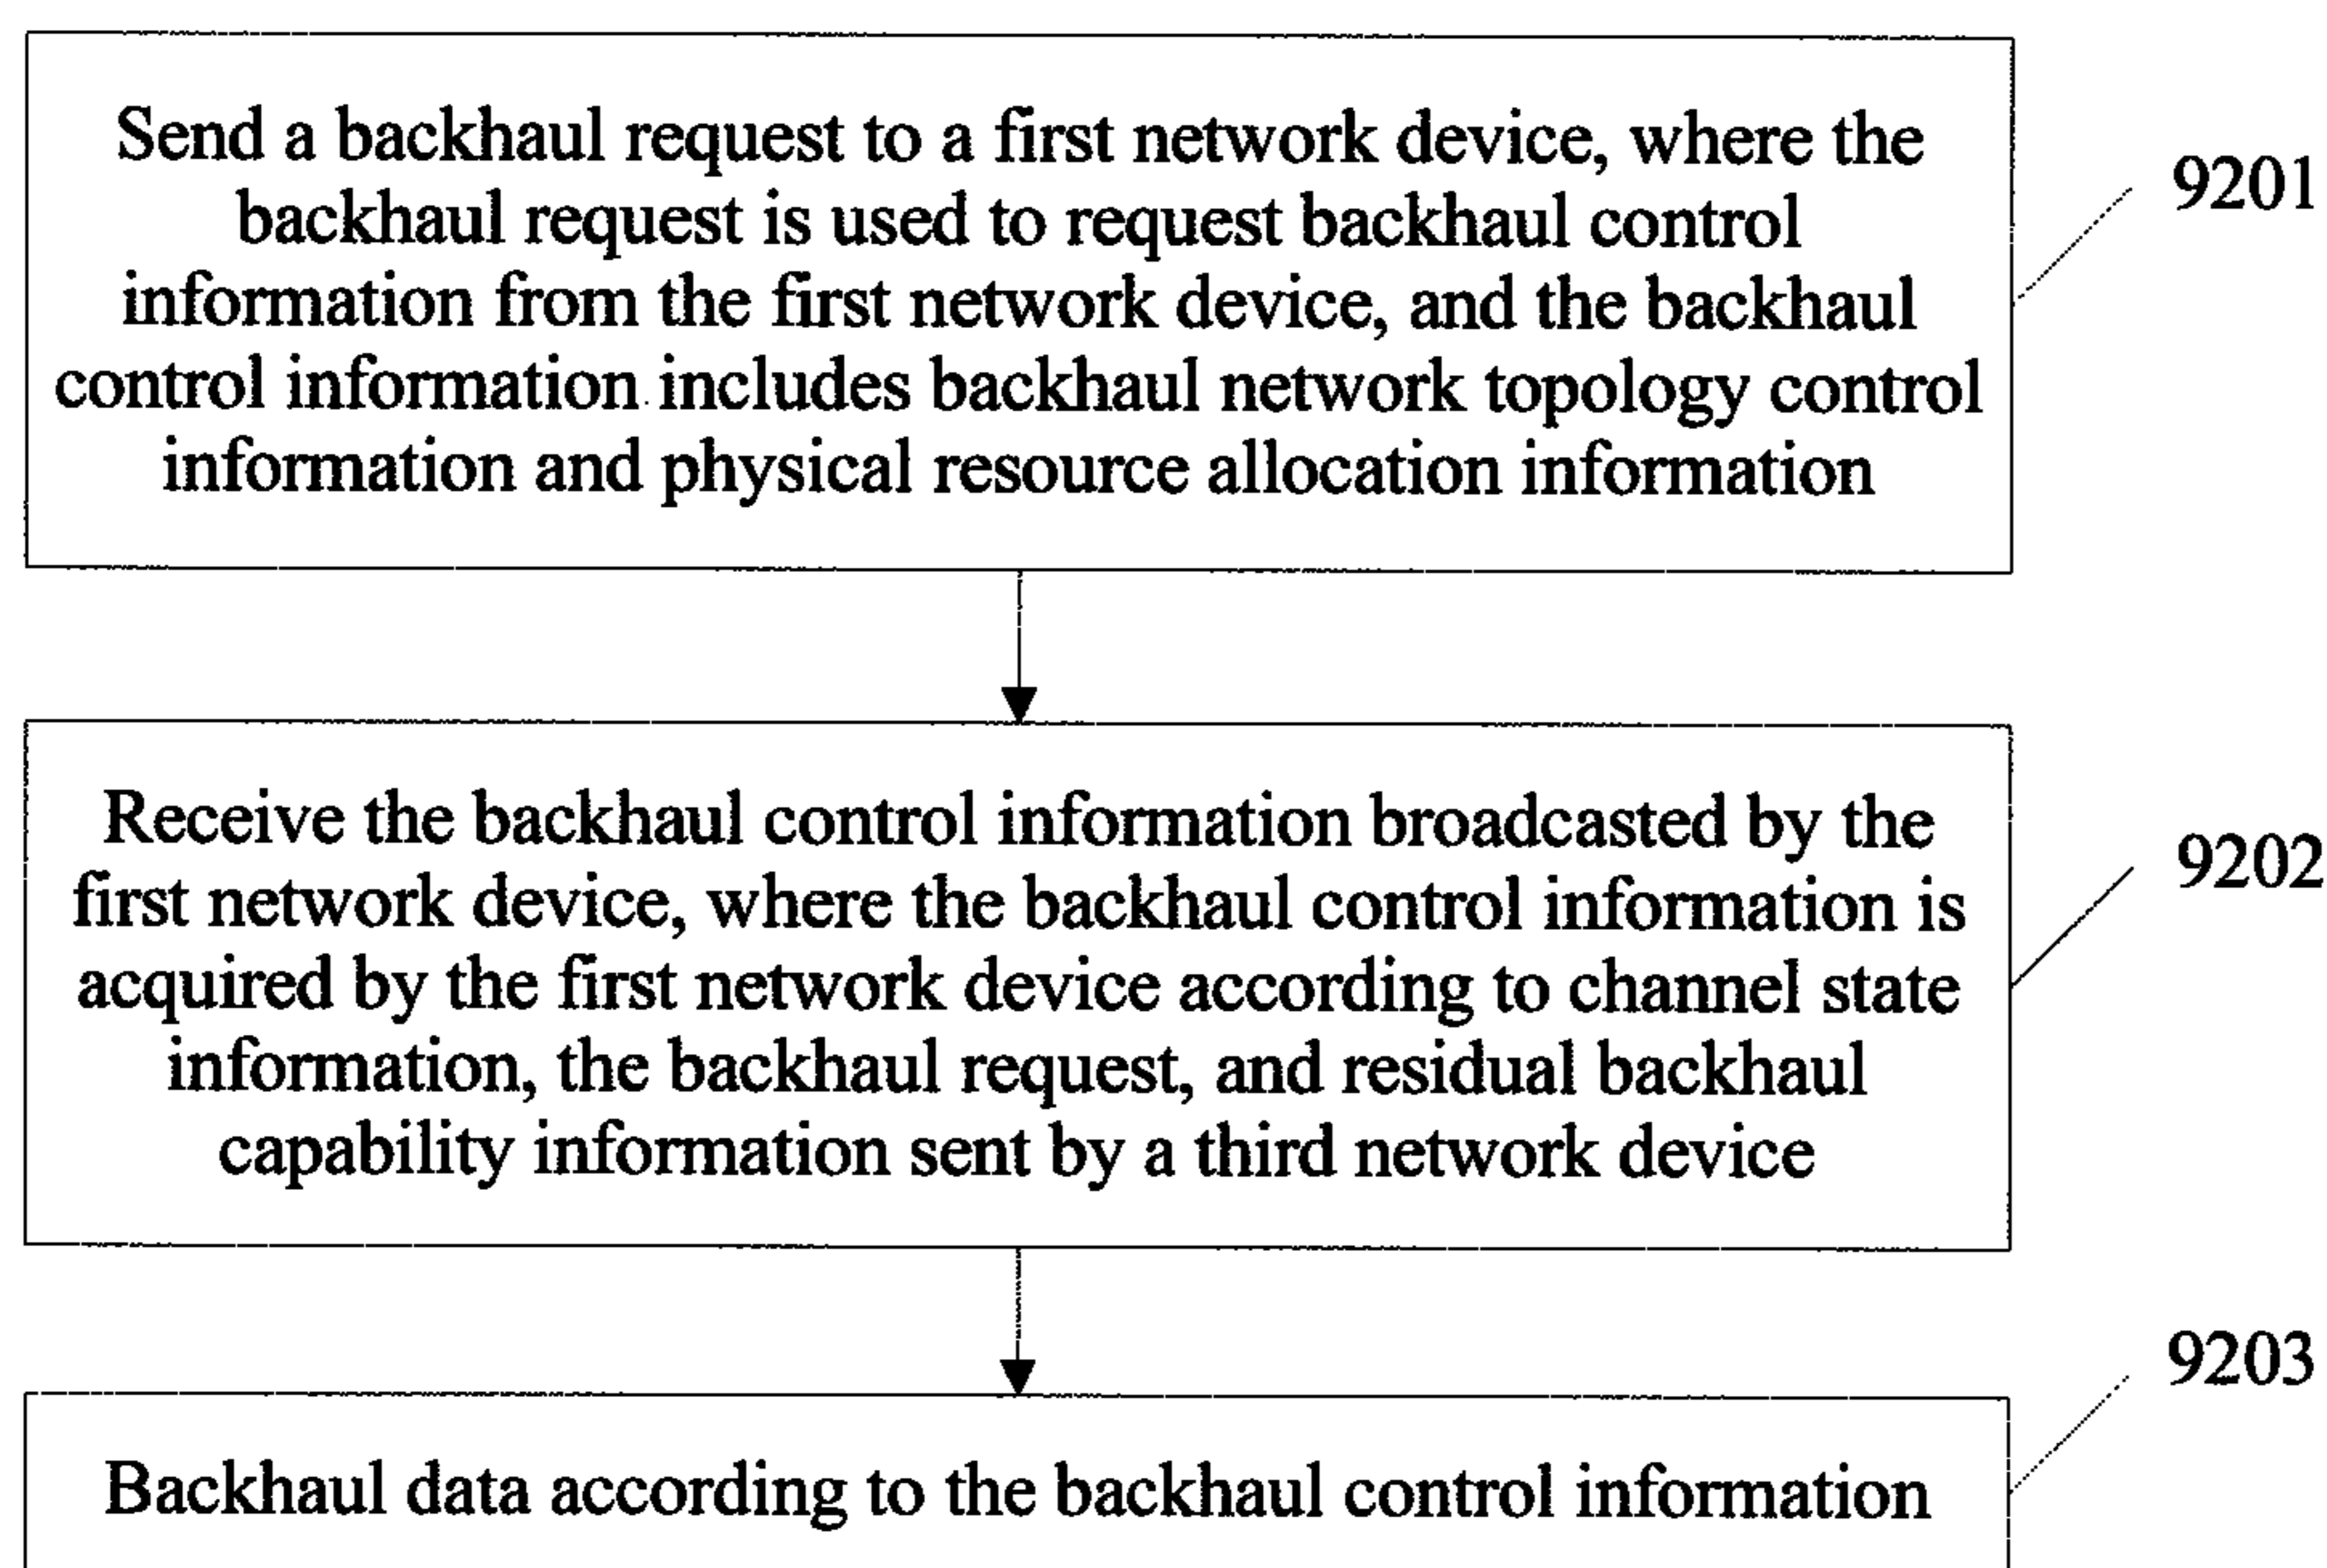 Send a backhaul request to a first network device, where the
backhaul request is used to request backhaul control
information from the first network device, and the backhaul
control information includes backhaul network topology control
information and physical resource allocation information
9201
Receive the backhaul control information broadcasted by the
first network device, where the backhaul control information is
acquired by the first network device according to channel state
information, the backhaul request, and residual backhaul
capability information sent by a third network device
9202
Backhaul data according to the backhaul control information
9203